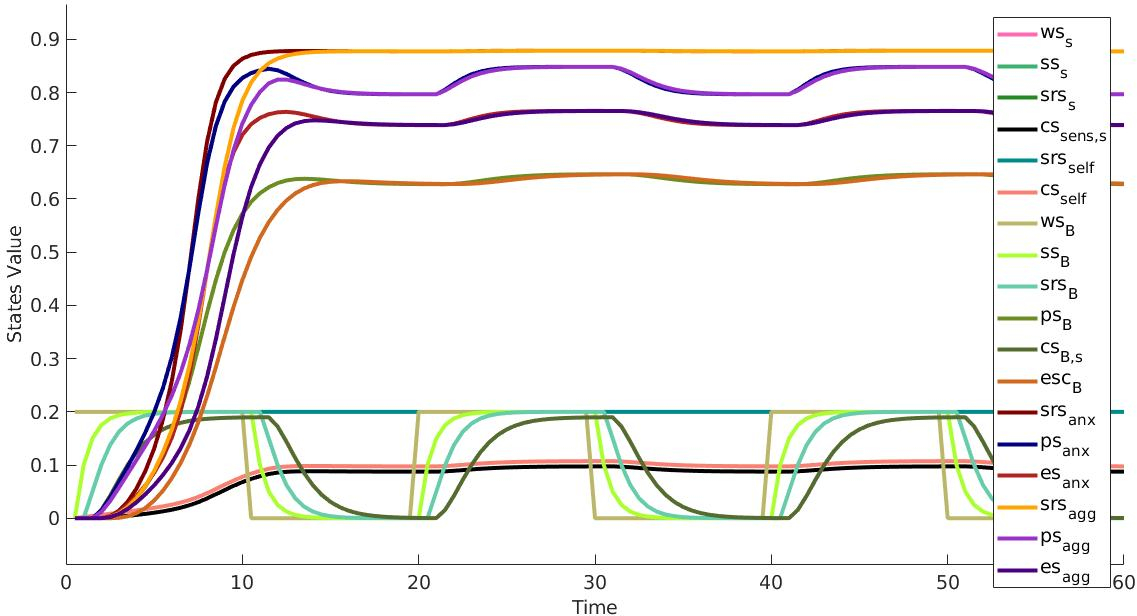 0.9
0.8
0.7
0.6
0.5
0.4
0.3
0.2
0.1
0
States Value
0 10 20 30 40 50 60
Time
ws_s
ss_s
srs_s
cs_sens,s
srs_self
cs_self
ws_B
ss_B
srs_B
ps_B
cs_B,s
esc_B
srs_anx
ps_anx
es_anx
srs_agg
ps_agg
es_agg